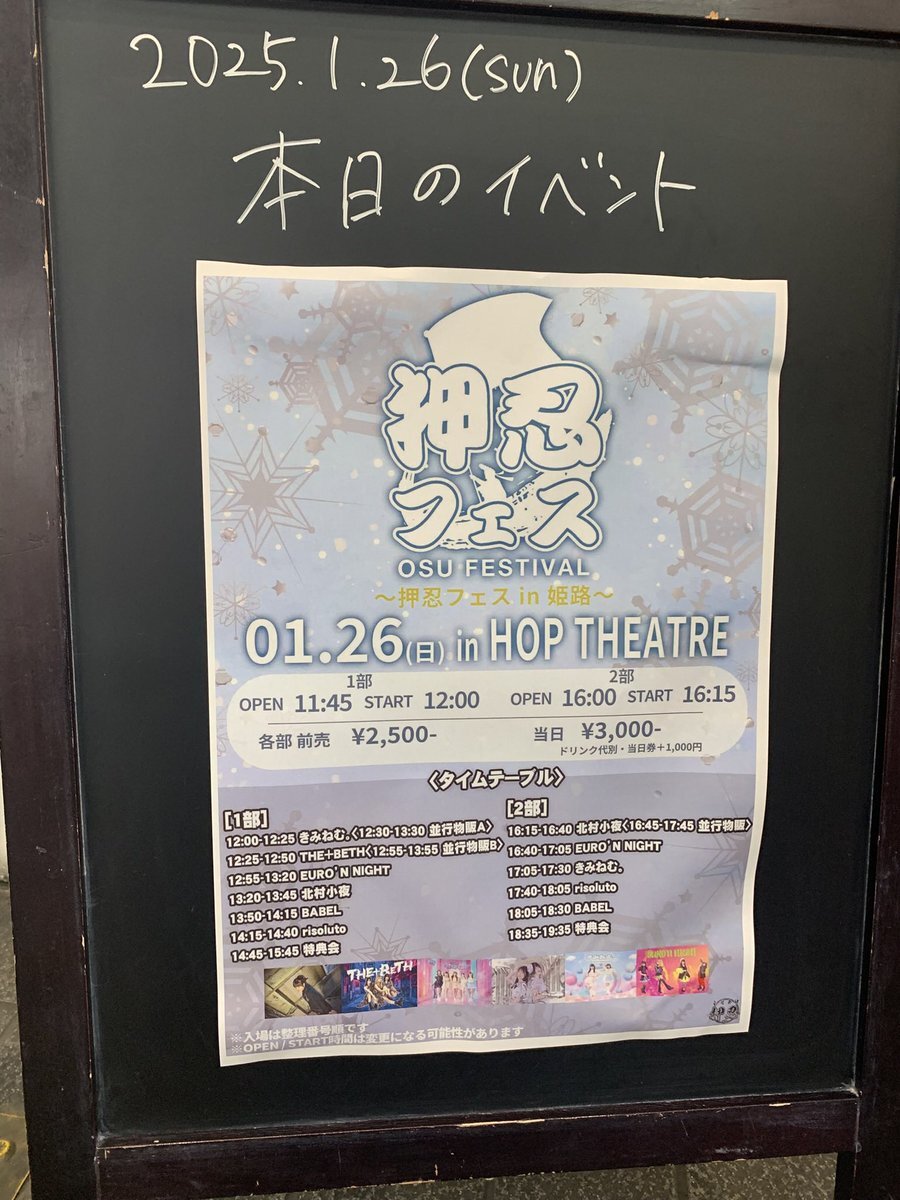 2025.1.26(sun)
本日のイベント
押忍
フェス
OSU FESTIVAL
～押忍フェス in 姫路～
01.26(日) in HOP THEATRE
1部
OPEN 11:45 START 12:00
2部
OPEN 16:00 START 16:15
各部 前売 ¥2,500-
当日 ¥3,000-
ドリンク代別・当日券+1,000円
〈タイムテーブル〉
[1部]
12:00-12:25 きみねむ。〈12:30-13:30 並行物販A〉
12:25-12:50 THE+BETH〈12:55-13:55 並行物販B〉
12:55-13:20 EURO'N NIGHT
13:20-13:45 北村小夜
13:50-14:15 BABEL
14:15-14:40 risoluto
14:45-15:45 特典会
[2部]
16:15-16:40 北村小夜〈16:45-17:45 並行物販〉
16:40-17:05 EURO'N NIGHT
17:05-17:30 きみねむ。
17:40-18:05 risoluto
18:05-18:30 BABEL
18:35-19:35 特典会
THE+BETH
※入場は整理番号順です
※OPEN / START時間は変更になる可能性があります